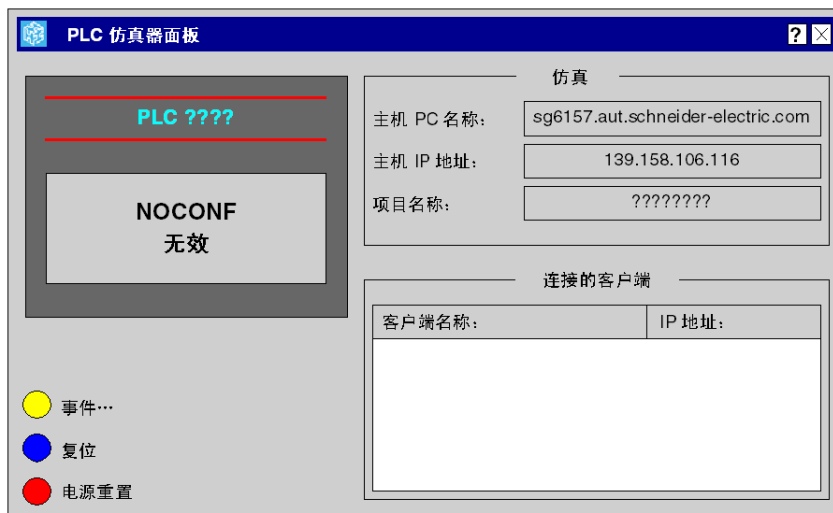 PLC 仿真器面板
?
PLC ????
NOCONF
无效
事件…
复位
电源重置
仿真
主机 PC 名称：
sg6157.aut.schneider-electric.com
主机 IP 地址：
139.158.106.116
项目名称：
????????
连接的客户端
客户端名称：
IP 地址：